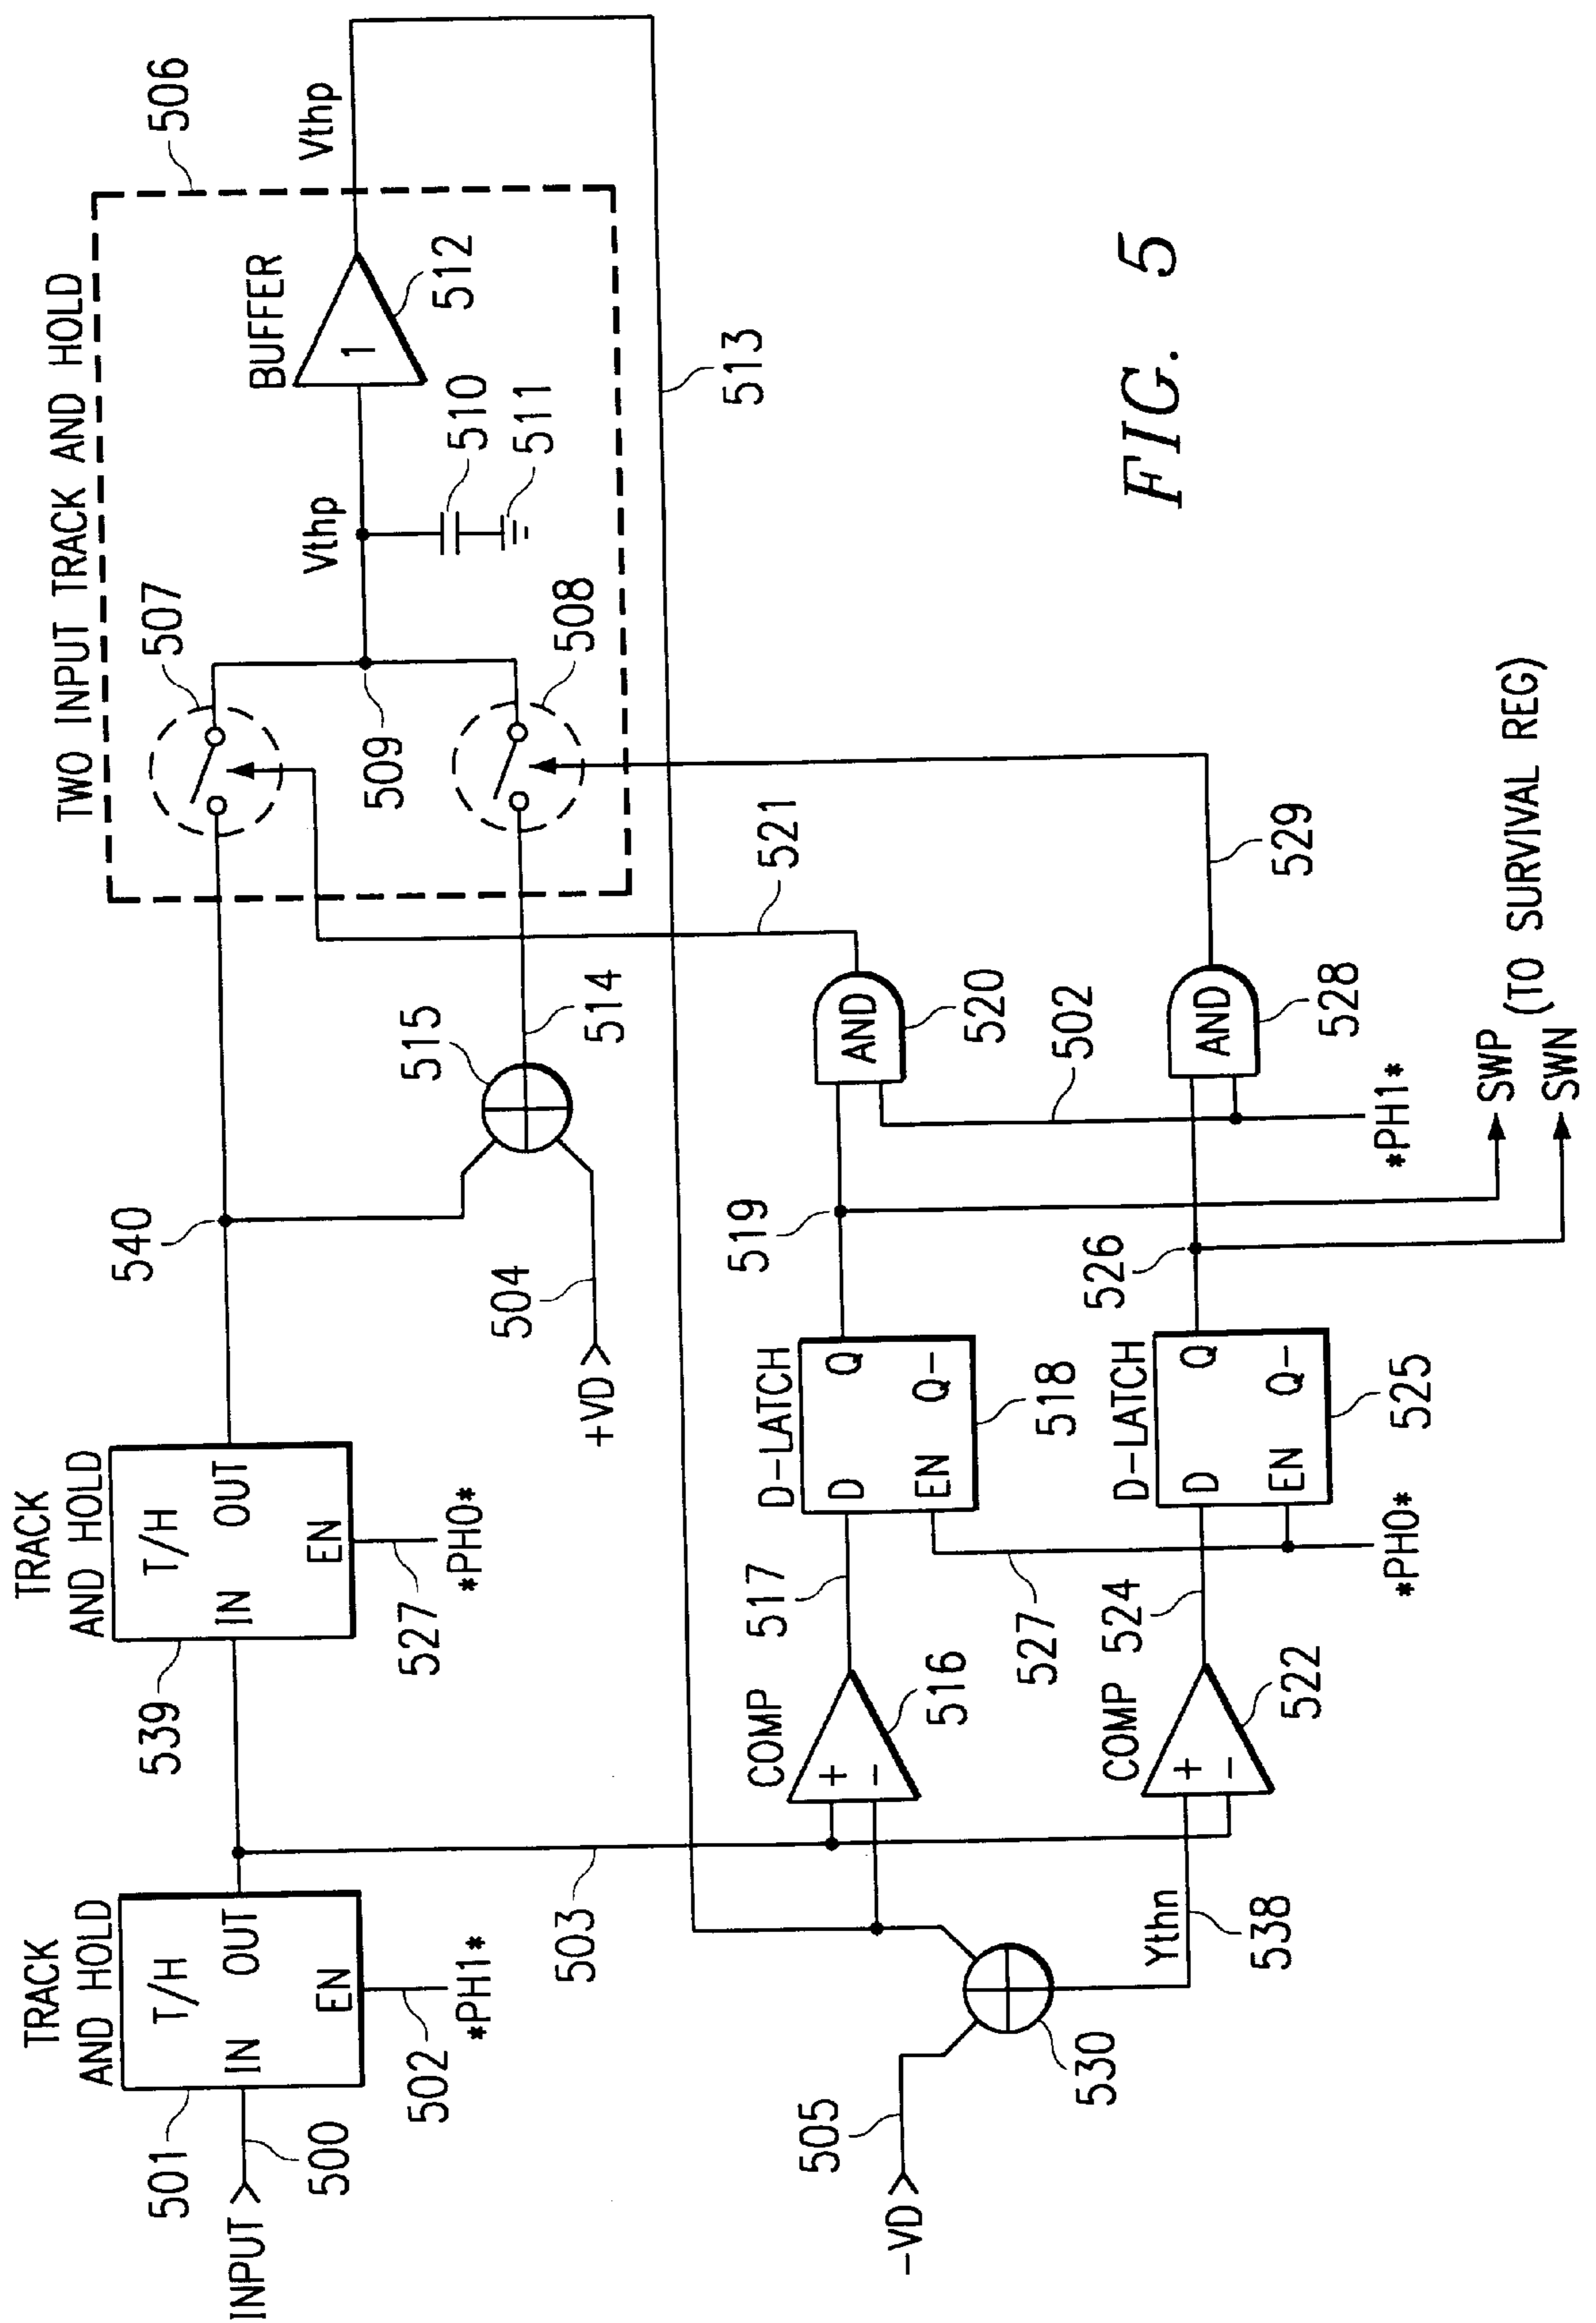 TWO INPUT TRACK AND HOLD
506
507
Vthp
BUFFER
1
Vthp
512
510
511
508
509
513
TRACK
AND HOLD
T/H
IN
OUT
EN
501
INPUT
500
502
*PH1*
503
TRACK
AND HOLD
T/H
IN
OUT
EN
539
527
*PH0*
540
515
514
504
+VD
521
COMP
+
−
516
517
D-LATCH
D
Q
EN
Q-
518
519
AND
520
502
527
505
-VD
530
Ythn
538
COMP
+
−
522
524
D-LATCH
D
Q
EN
Q-
525
526
AND
528
529
*PH0*
*PH1*
SWP
(TO SURVIVAL REG)
SWN
FIG. 5